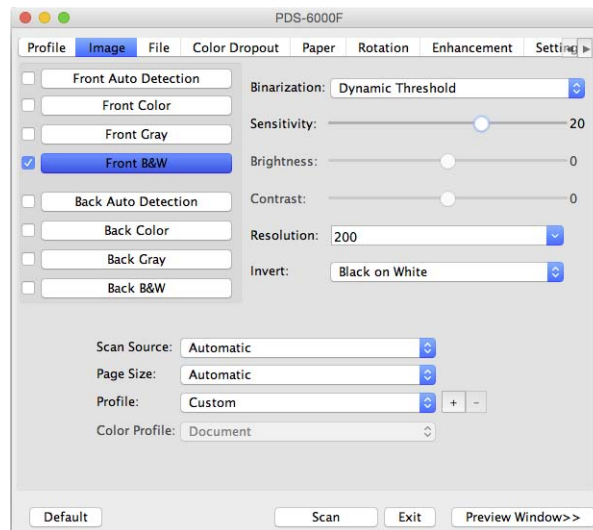 PDS-6000F
Profile Image File Color Dropout Paper Rotation Enhancement Setting
Front Auto Detection
Front Color
Front Gray
Front B&W
Back Auto Detection
Back Color
Back Gray
Back B&W
Binarization: Dynamic Threshold
Sensitivity: 20
Brightness: 0
Contrast: 0
Resolution: 200
Invert: Black on White
Scan Source: Automatic
Page Size: Automatic
Profile: Custom + -
Color Profile: Document
Default Scan Exit Preview Window>>